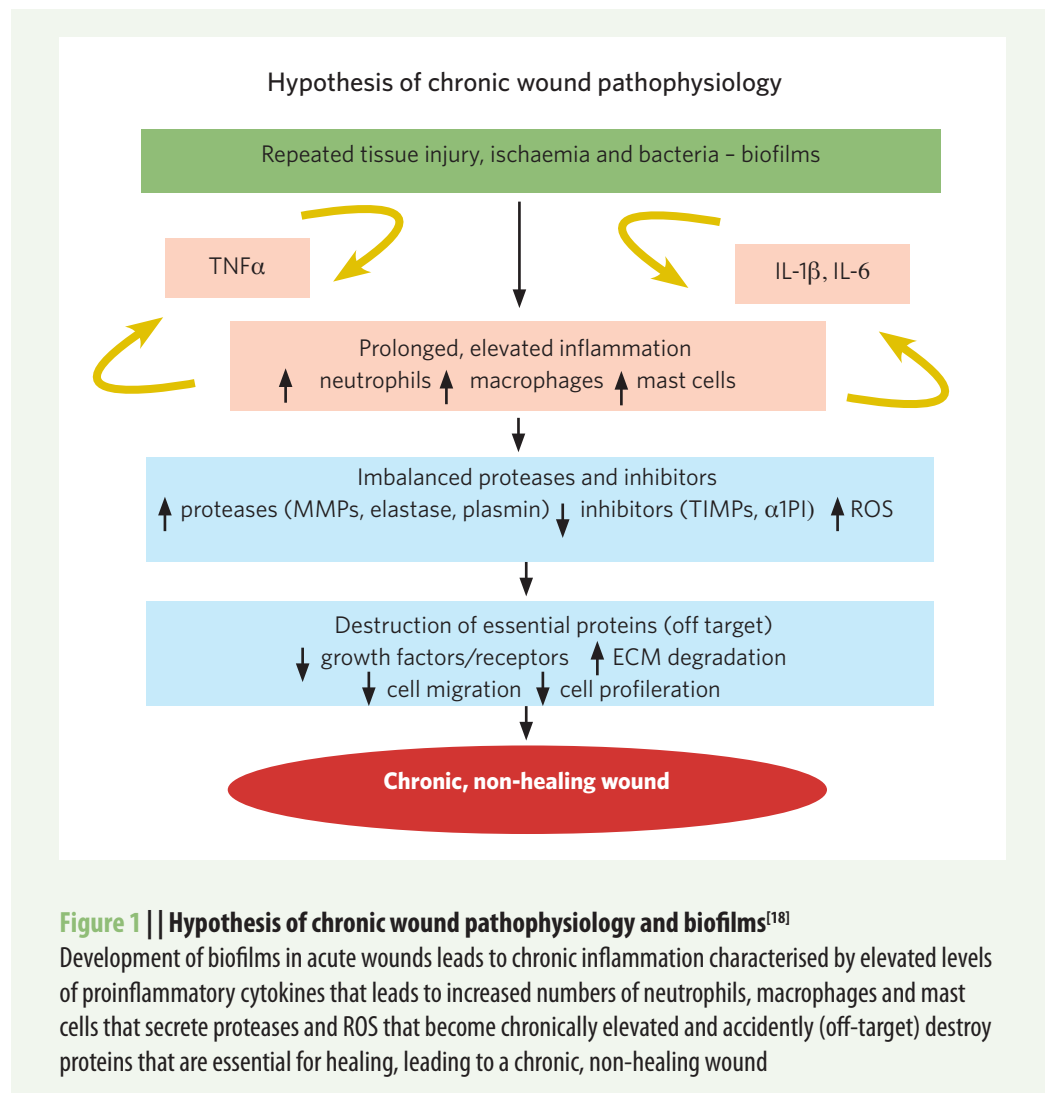 Hypothesis of chronic wound pathophysiology
Repeated tissue injury, ischaemia and bacteria – biofilms
TNFα
IL-1β, IL-6
Prolonged, elevated inflammation
neutrophils macrophages mast cells
Imbalanced proteases and inhibitors
proteases (MMPs, elastase, plasmin) inhibitors (TIMPs, α1PI) ROS
Destruction of essential proteins (off target)
growth factors/receptors ECM degradation
cell migration cell profileration
Chronic, non-healing wound
Figure 1 || Hypothesis of chronic wound pathophysiology and biofilms[18]
Development of biofilms in acute wounds leads to chronic inflammation characterised by elevated levels
of proinflammatory cytokines that leads to increased numbers of neutrophils, macrophages and mast
cells that secrete proteases and ROS that become chronically elevated and accidently (off-target) destroy
proteins that are essential for healing, leading to a chronic, non-healing wound